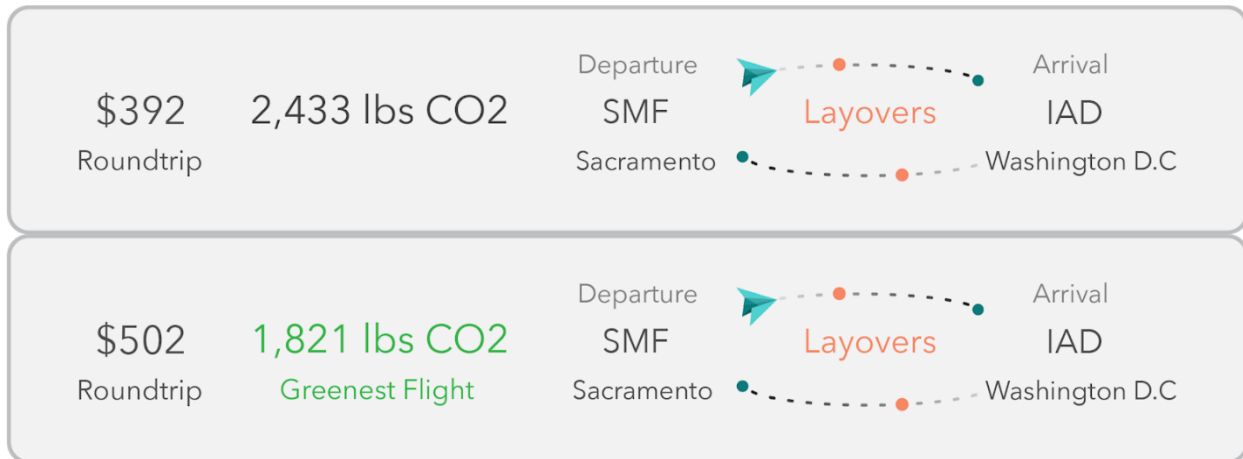 Departure Arrival
$392 2,433 lbs CO2 SMF Layovers IAD
Roundtrip Sacramento Washington D.C
Departure Arrival
$502 1,821 lbs CO2 SMF Layovers IAD
Roundtrip Greenest Flight Sacramento Washington D.C